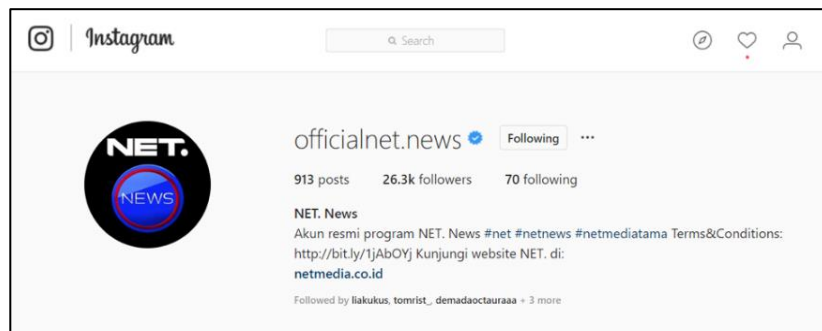 Instagram
Search
NET.
NEWS
officialnet.news Following
913 posts 26.3k followers 70 following
NET. News
Akun resmi program NET. News #net #netnews #netmediatama Terms&Conditions:
http://bit.ly/1jAbOYj Kunjungi website NET. di:
netmedia.co.id
Followed by liakukus, tomrist_, demadaoctauraaa + 3 more